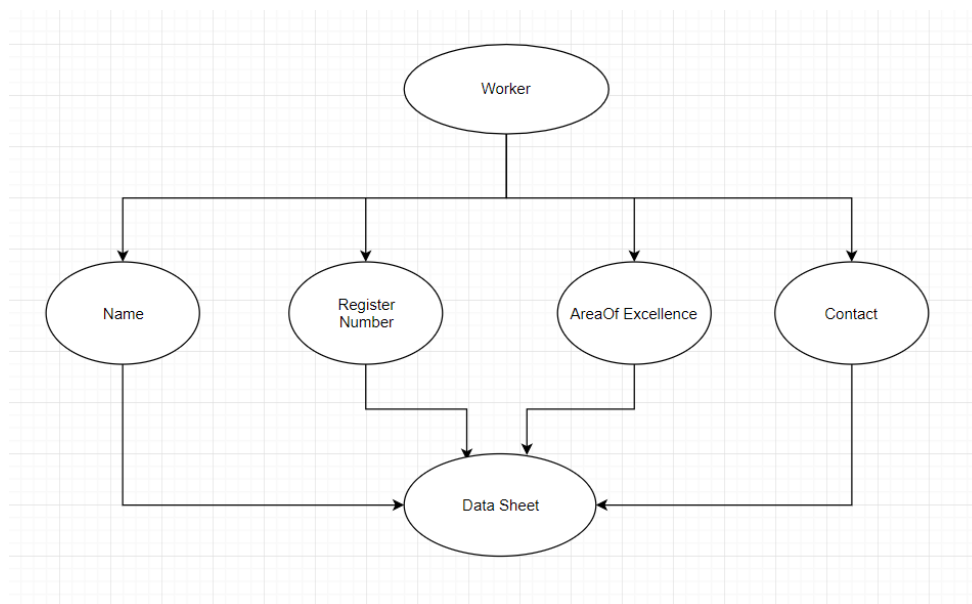 Worker
Name
Register
Number
AreaOf Excellence
Contact
Data Sheet